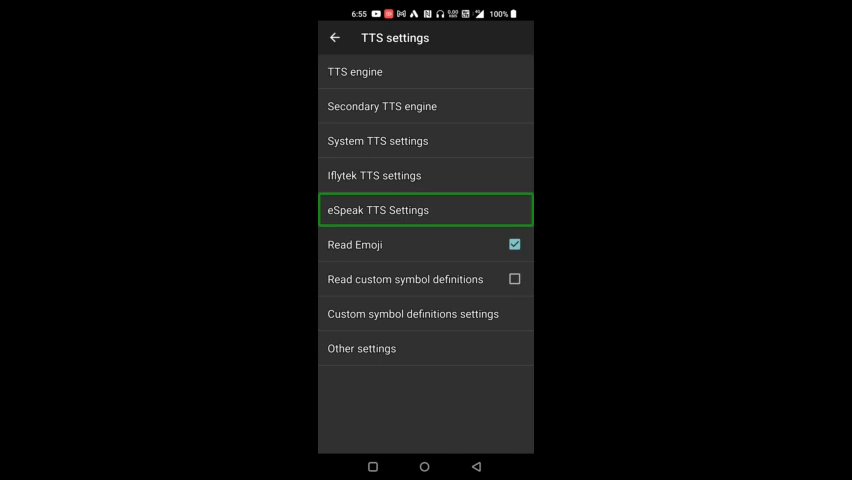 6:55 100%
TTS settings
TTS engine
Secondary TTS engine
System TTS settings
Iflytek TTS settings
eSpeak TTS Settings
Read Emoji
Read custom symbol definitions
Custom symbol definitions settings
Other settings